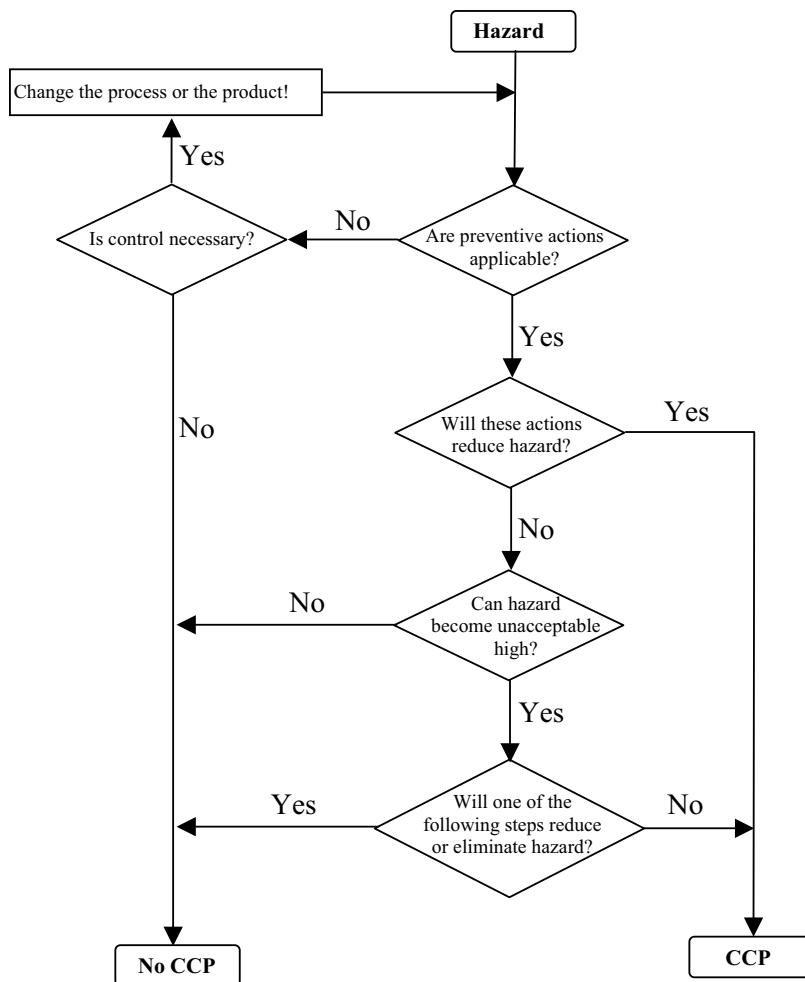 Hazard
Change the process or the product!
Yes
No
Is control necessary?
Are preventive actions
applicable?
Yes
Will these actions
reduce hazard?
Yes
No
No
Can hazard
become unacceptable
high?
No
Yes
Will one of the
following steps reduce
or eliminate hazard?
Yes
No
No CCP
CCP